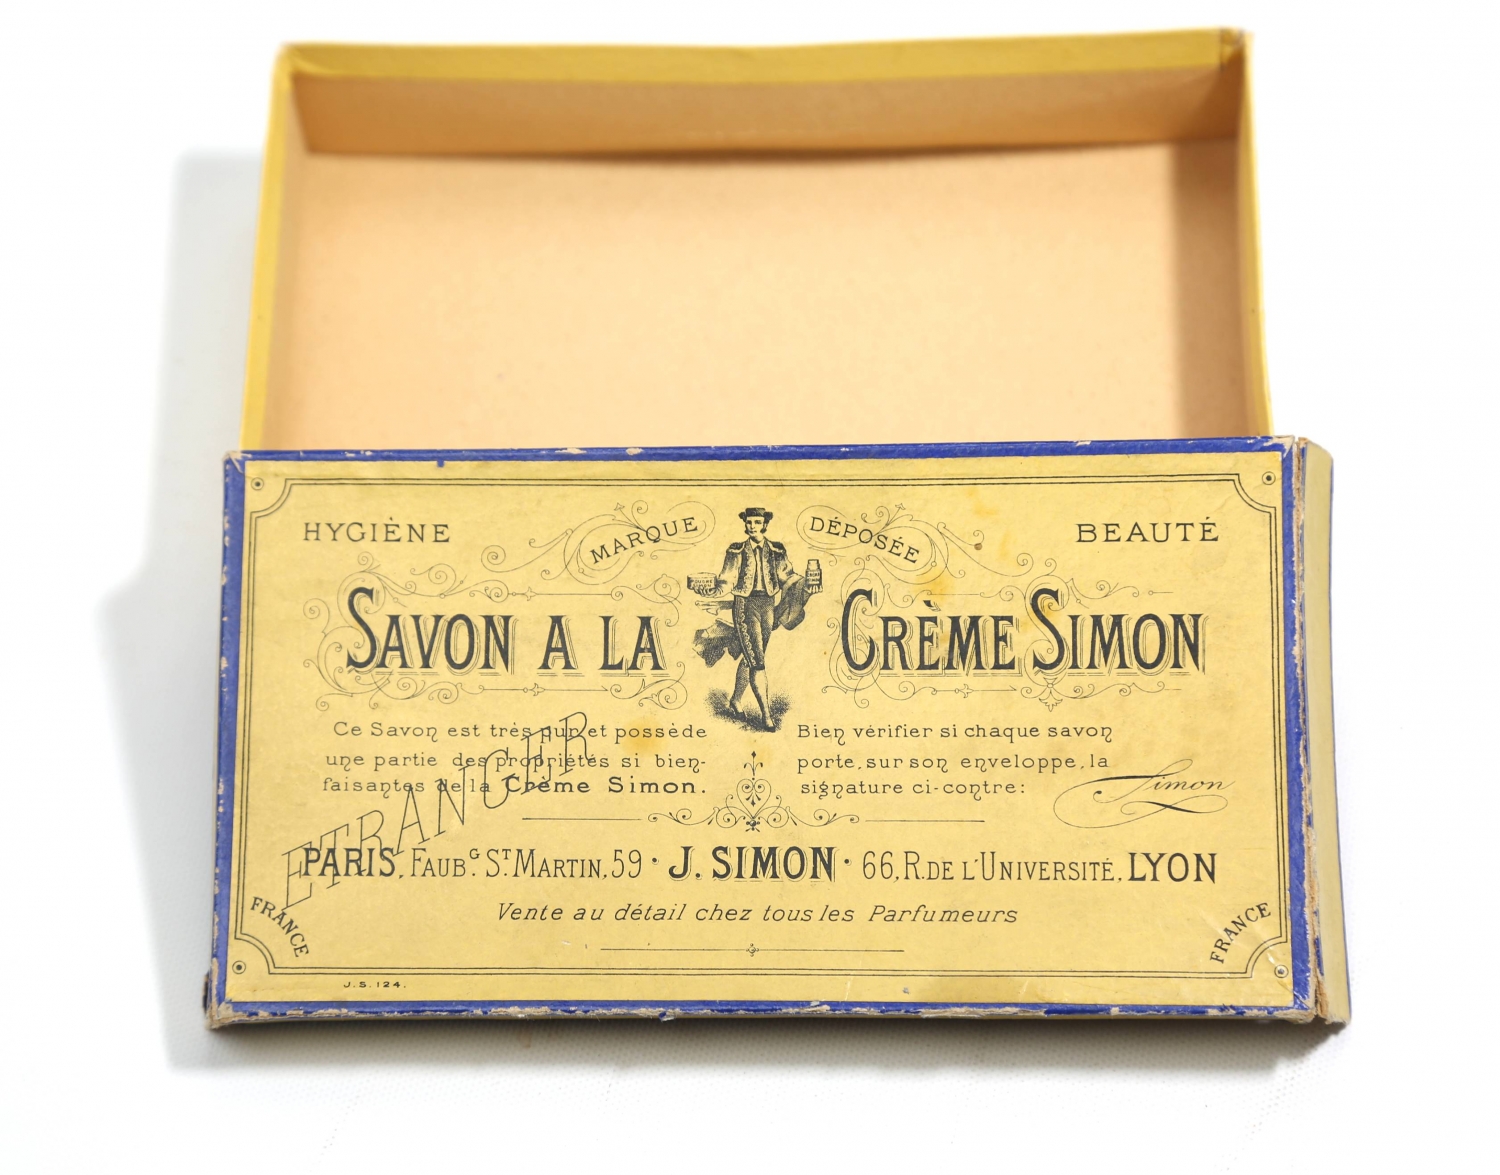 HYGIÈNE MARQUE DÉPOSÉE BEAUTÉ
SAVON A LA CRÈME SIMON
Ce Savon est très pur et possède
une partie des propriétés si bien-
faisantes de la Crème Simon.
Bien vérifier si chaque savon
porte, sur son enveloppe, la
signature ci-contre:
Simon
ETRANGER
PARIS, FAUBG. ST. MARTIN, 59 · J. SIMON · 66, R. DE L'UNIVERSITÉ, LYON
Vente au détail chez tous les Parfumeurs
FRANCE
FRANCE
J.S. 124.